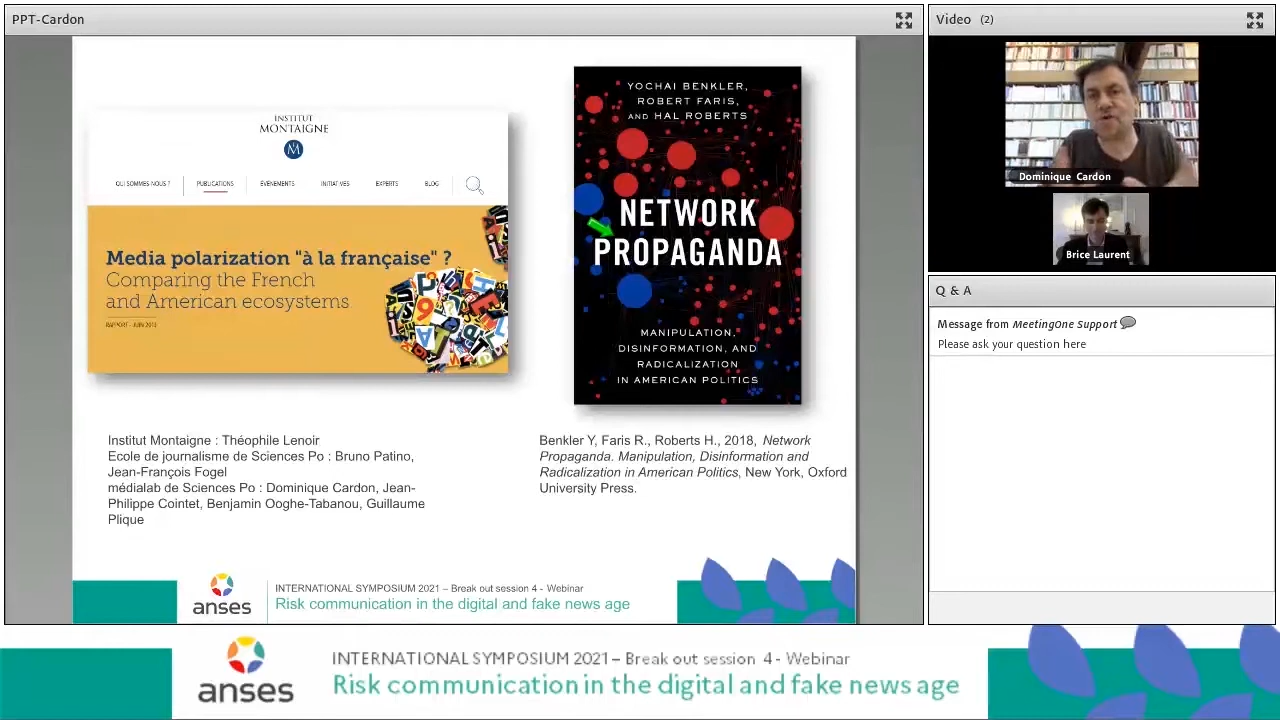 PPT-Cardon
INSTITUT
MONTAIGNE
M
QUI SOMMES-NOUS ?
PUBLICATIONS
ÉVÉNEMENTS
INITIATIVES
EXPERTS
BLOG
Media polarization "à la française" ?
Comparing the French
and American ecosystems
YOCHAI BENKLER,
ROBERT FARIS,
AND HAL ROBERTS
NETWORK
PROPAGANDA
MANIPULATION,
DISINFORMATION, AND
RADICALIZATION
IN AMERICAN POLITICS
Institut Montaigne : Théophile Lenoir
Ecole de journalisme de Sciences Po : Bruno Patino,
Jean-François Fogel
médialab de Sciences Po : Dominique Cardon, Jean-
Philippe Cointet, Benjamin Ooghe-Tabanou, Guillaume
Plique
Benkler Y, Faris R., Roberts H., 2018, Network
Propaganda. Manipulation, Disinformation and
Radicalization in American Politics, New York, Oxford
University Press.
anses
INTERNATIONAL SYMPOSIUM 2021 – Break out session 4 - Webinar
Risk communication in the digital and fake news age
Video (2)
Dominique Cardon
Brice Laurent
Q & A
Message from MeetingOne Support
Please ask your question here
anses
INTERNATIONAL SYMPOSIUM 2021 – Break out session 4 - Webinar
Risk communication in the digital and fake news age